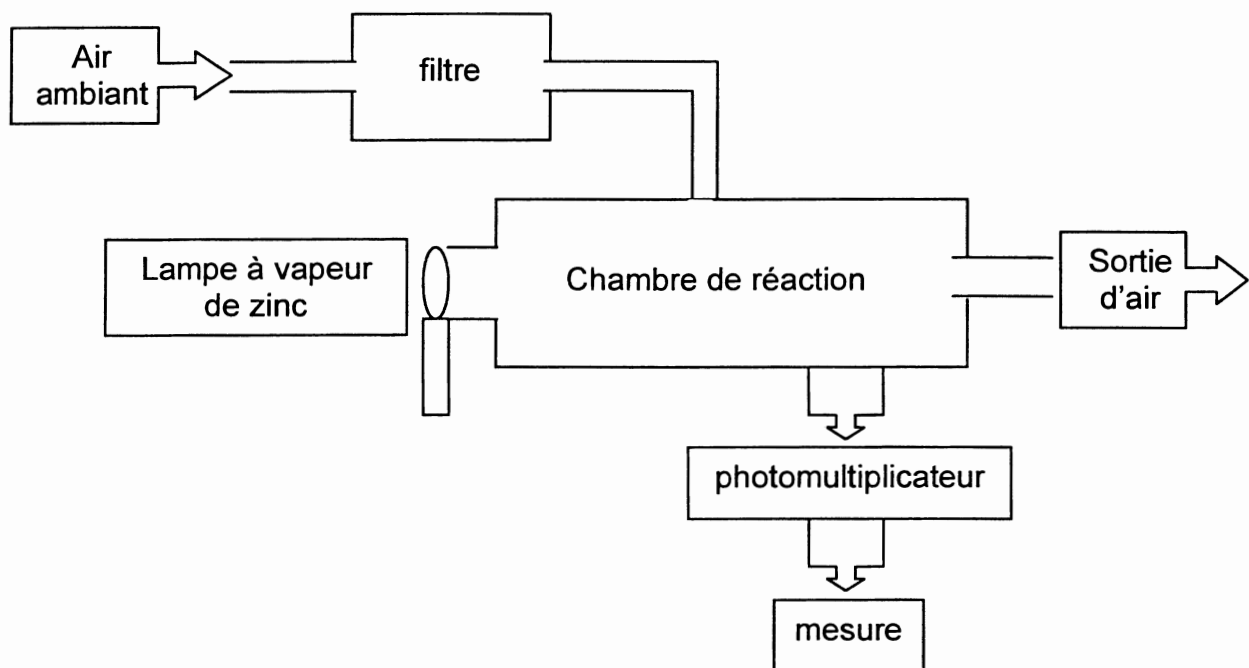 Air
ambiant
filtre
Lampe à vapeur
de zinc
Chambre de réaction
Sortie
d'air
photomultiplicateur
mesure